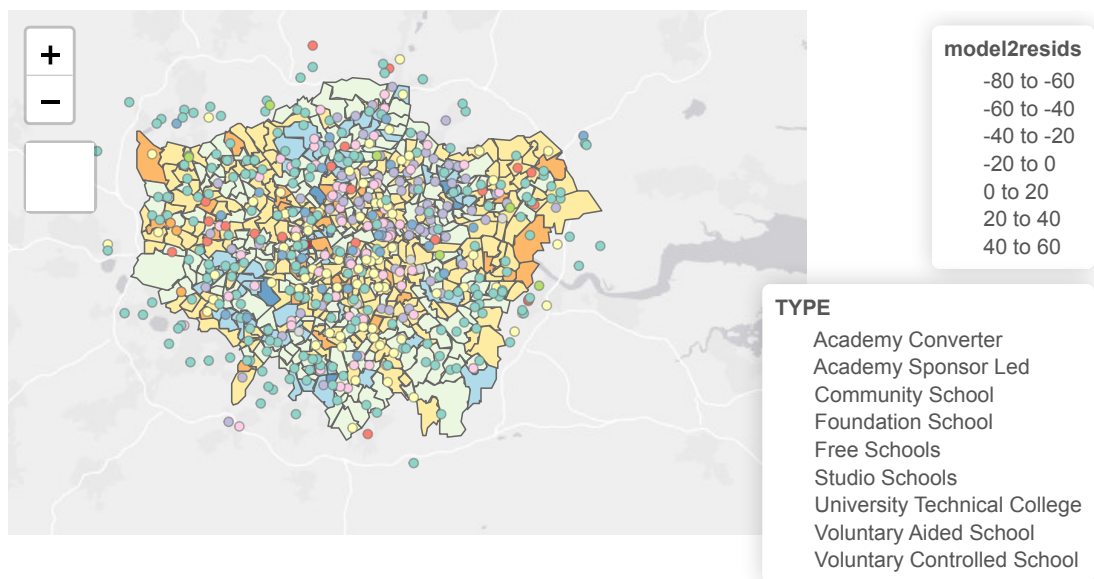 +
−
model2resids
-80 to -60
-60 to -40
-40 to -20
-20 to 0
0 to 20
20 to 40
40 to 60
TYPE
Academy Converter
Academy Sponsor Led
Community School
Foundation School
Free Schools
Studio Schools
University Technical College
Voluntary Aided School
Voluntary Controlled School